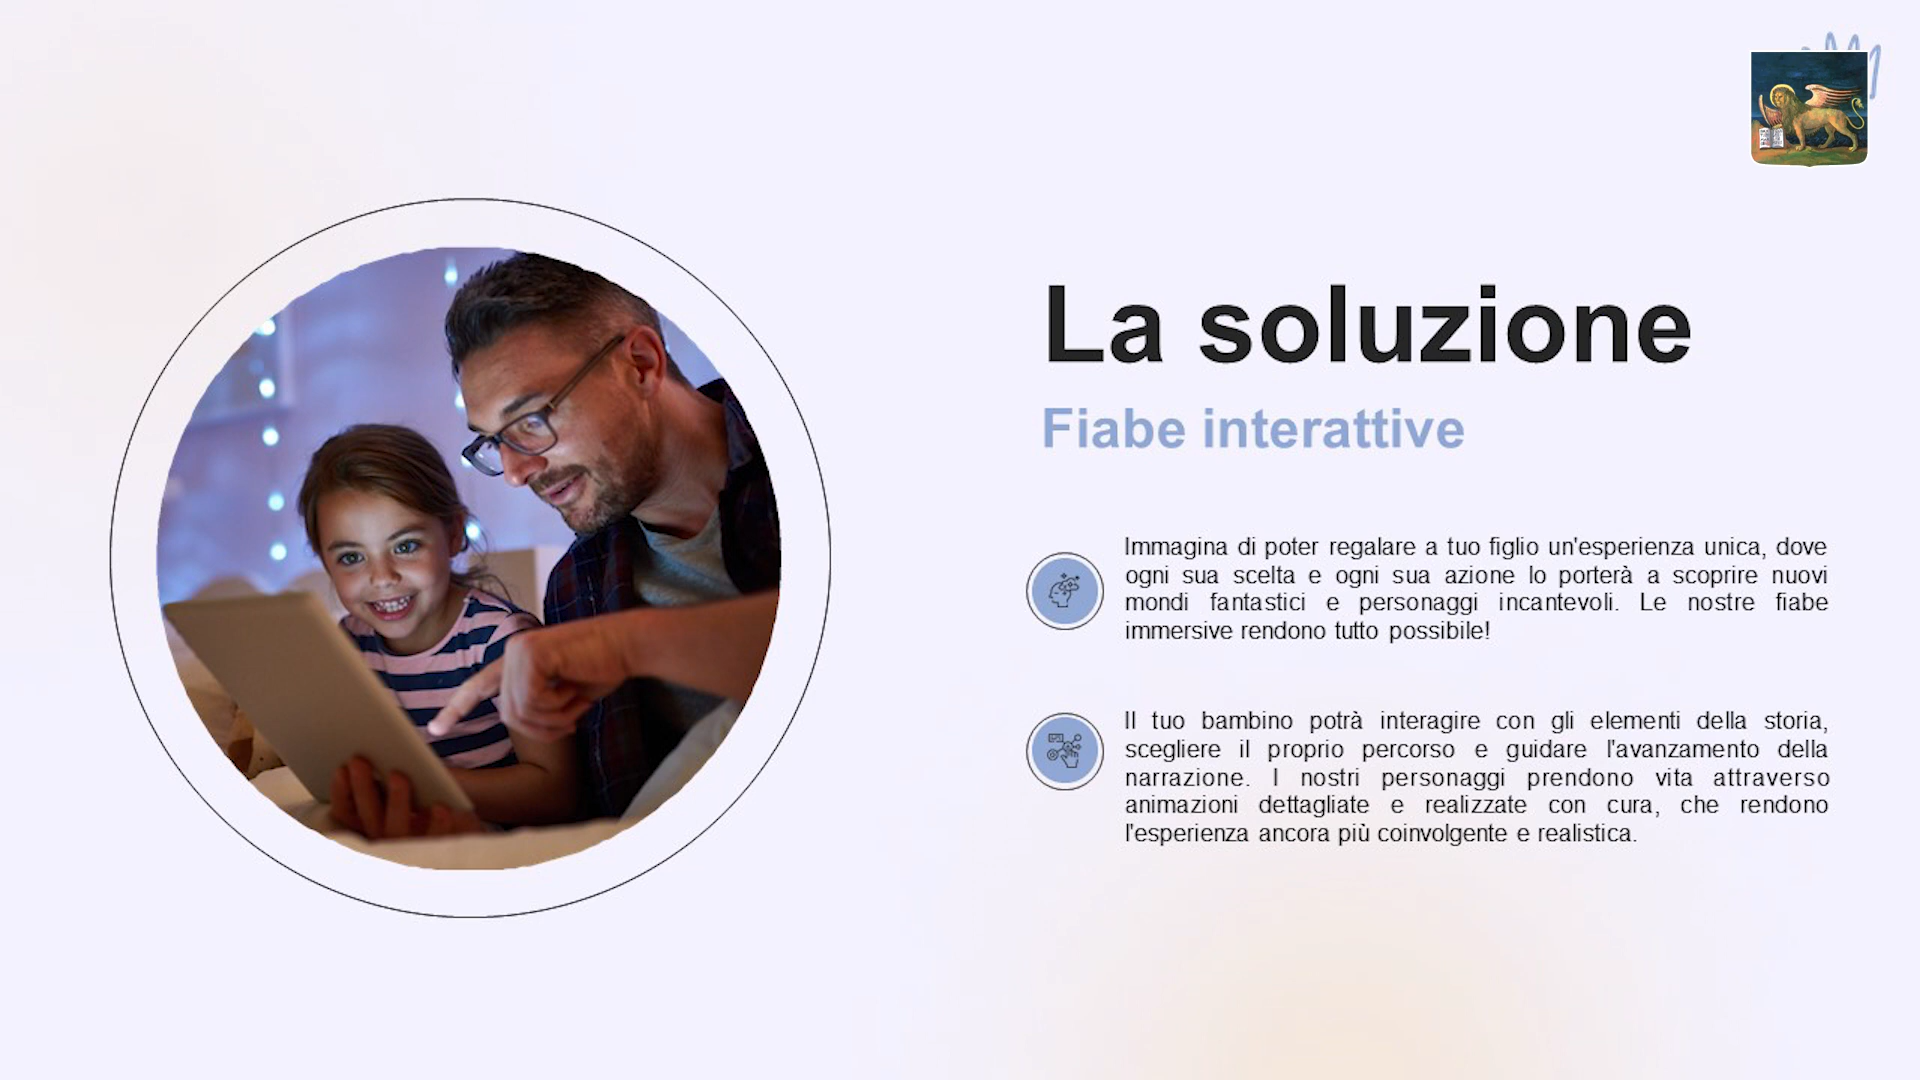 La soluzione
Fiabe interattive
Immagina di poter regalare a tuo figlio un'esperienza unica, dove
ogni sua scelta e ogni sua azione lo porterà a scoprire nuovi
mondi fantastici e personaggi incantevoli. Le nostre fiabe
immersive rendono tutto possibile!
Il tuo bambino potrà interagire con gli elementi della storia,
scegliere il proprio percorso e guidare l'avanzamento della
narrazione. I nostri personaggi prendono vita attraverso
animazioni dettagliate e realizzate con cura, che rendono
l'esperienza ancora più coinvolgente e realistica.